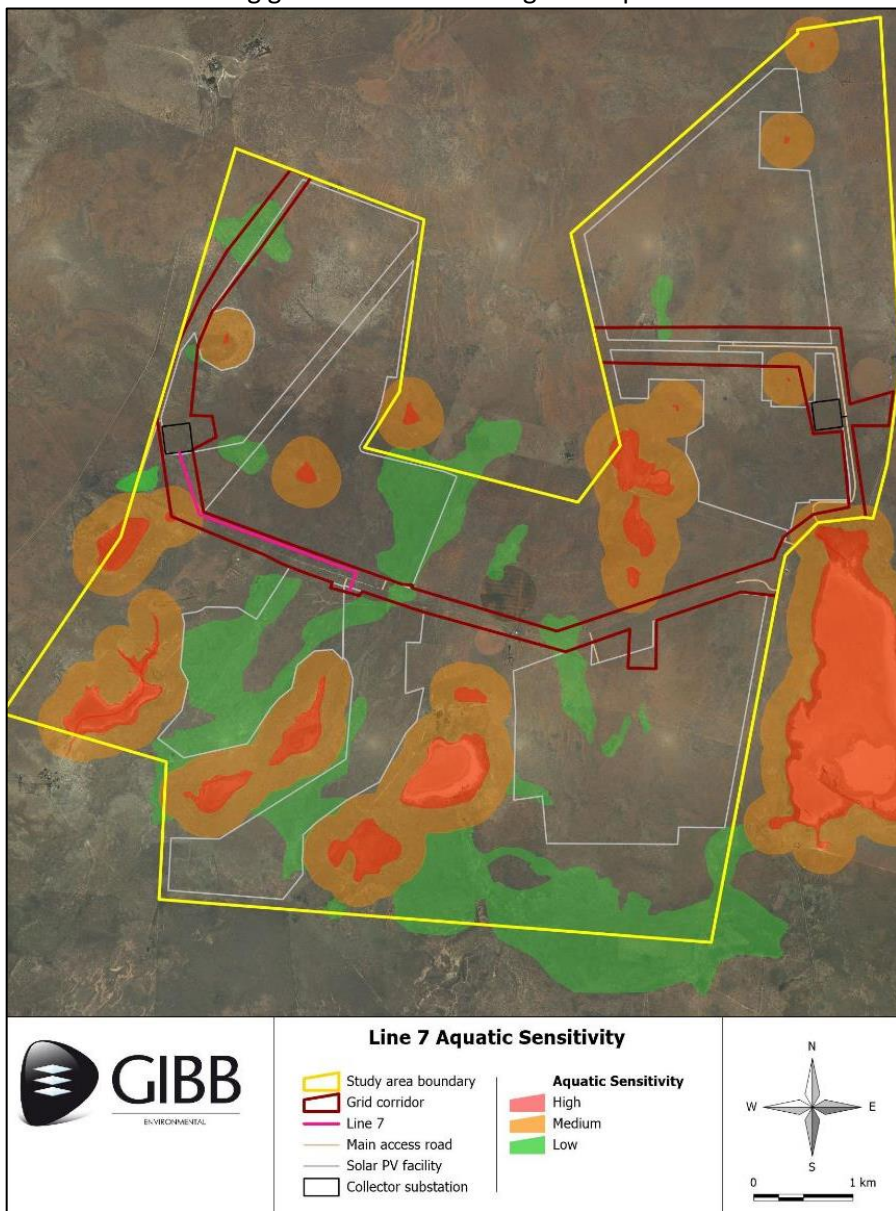 Line 7 Aquatic Sensitivity
GIBB
ENVIRONMENTAL
Study area boundary
Grid corridor
Line 7
Main access road
Solar PV facility
Collector substation
Aquatic Sensitivity
High
Medium
Low
N
W
E
S
0
1 km